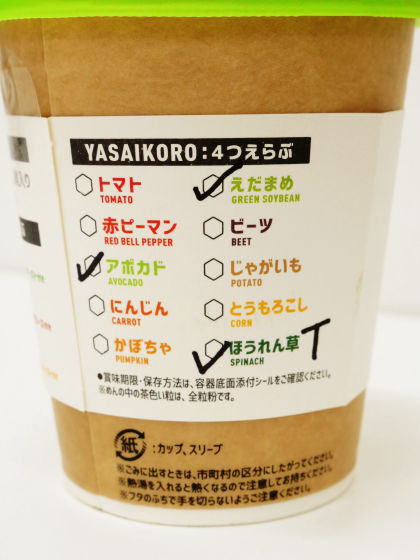 YASAIKORO:4つえらぶ
トマト
TOMATO
えだまめ
GREEN SOYBEAN
赤ピーマン
RED BELL PEPPER
ビーツ
BEET
アボカド
AVOCADO
じゃがいも
POTATO
にんじん
CARROT
とうもろこし
CORN
かぼちゃ
PUMPKIN
ほうれん草 T
SPINACH
●賞味期限・保存方法は、容器底面添付シールをご確認ください。
※めんの中の茶色い粒は、全粒粉です。
紙 :カップ、スリーブ
※ごみに出すときは、市町村の区分にしたがってください。
※熱湯を入れると熱くなるので注意してお持ちください。
※フタのふちで手を切らないようご注意ください。